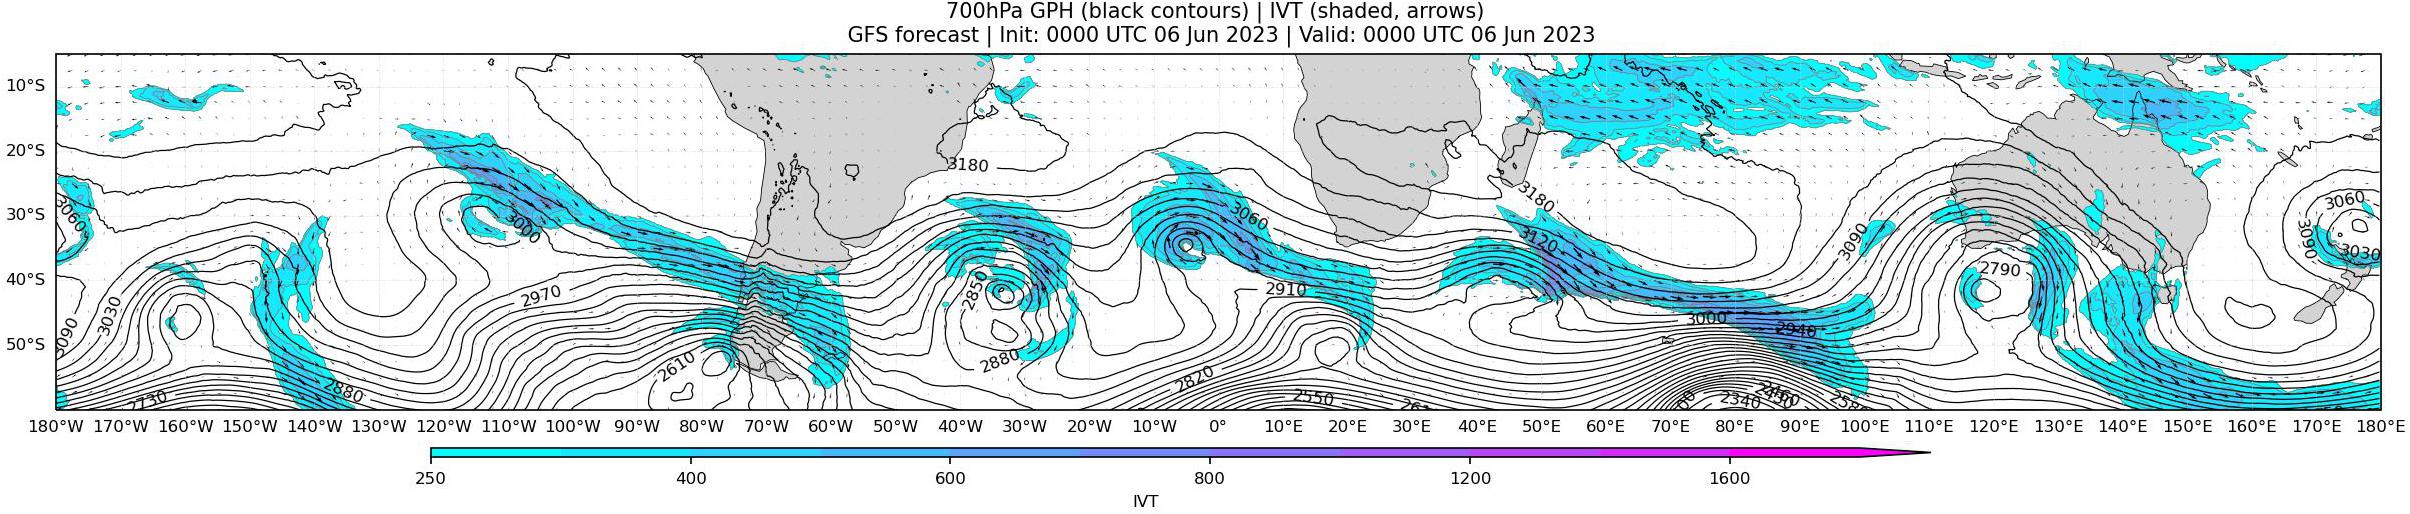 700hPa GPH (black contours) | IVT (shaded, arrows)
GFS forecast | Init: 0000 UTC 06 Jun 2023 | Valid: 0000 UTC 06 Jun 2023
10°S
20°S
30°S
40°S
50°S
3180
3180
3060
3060
3060
3000
3120
3090
3090
3030
2790
2850
2970
2910
3030
3090
3000
2940
2880
2610
2880
2820
2730
2550
2340
180°W 170°W 160°W 150°W 140°W 130°W 120°W 110°W 100°W 90°W 80°W 70°W 60°W 50°W 40°W 30°W 20°W 10°W 0° 10°E 20°E 30°E 40°E 50°E 60°E 70°E 80°E 90°E 100°E 110°E 120°E 130°E 140°E 150°E 160°E 170°E 180°E
250 400 600 800 1200 1600
IVT